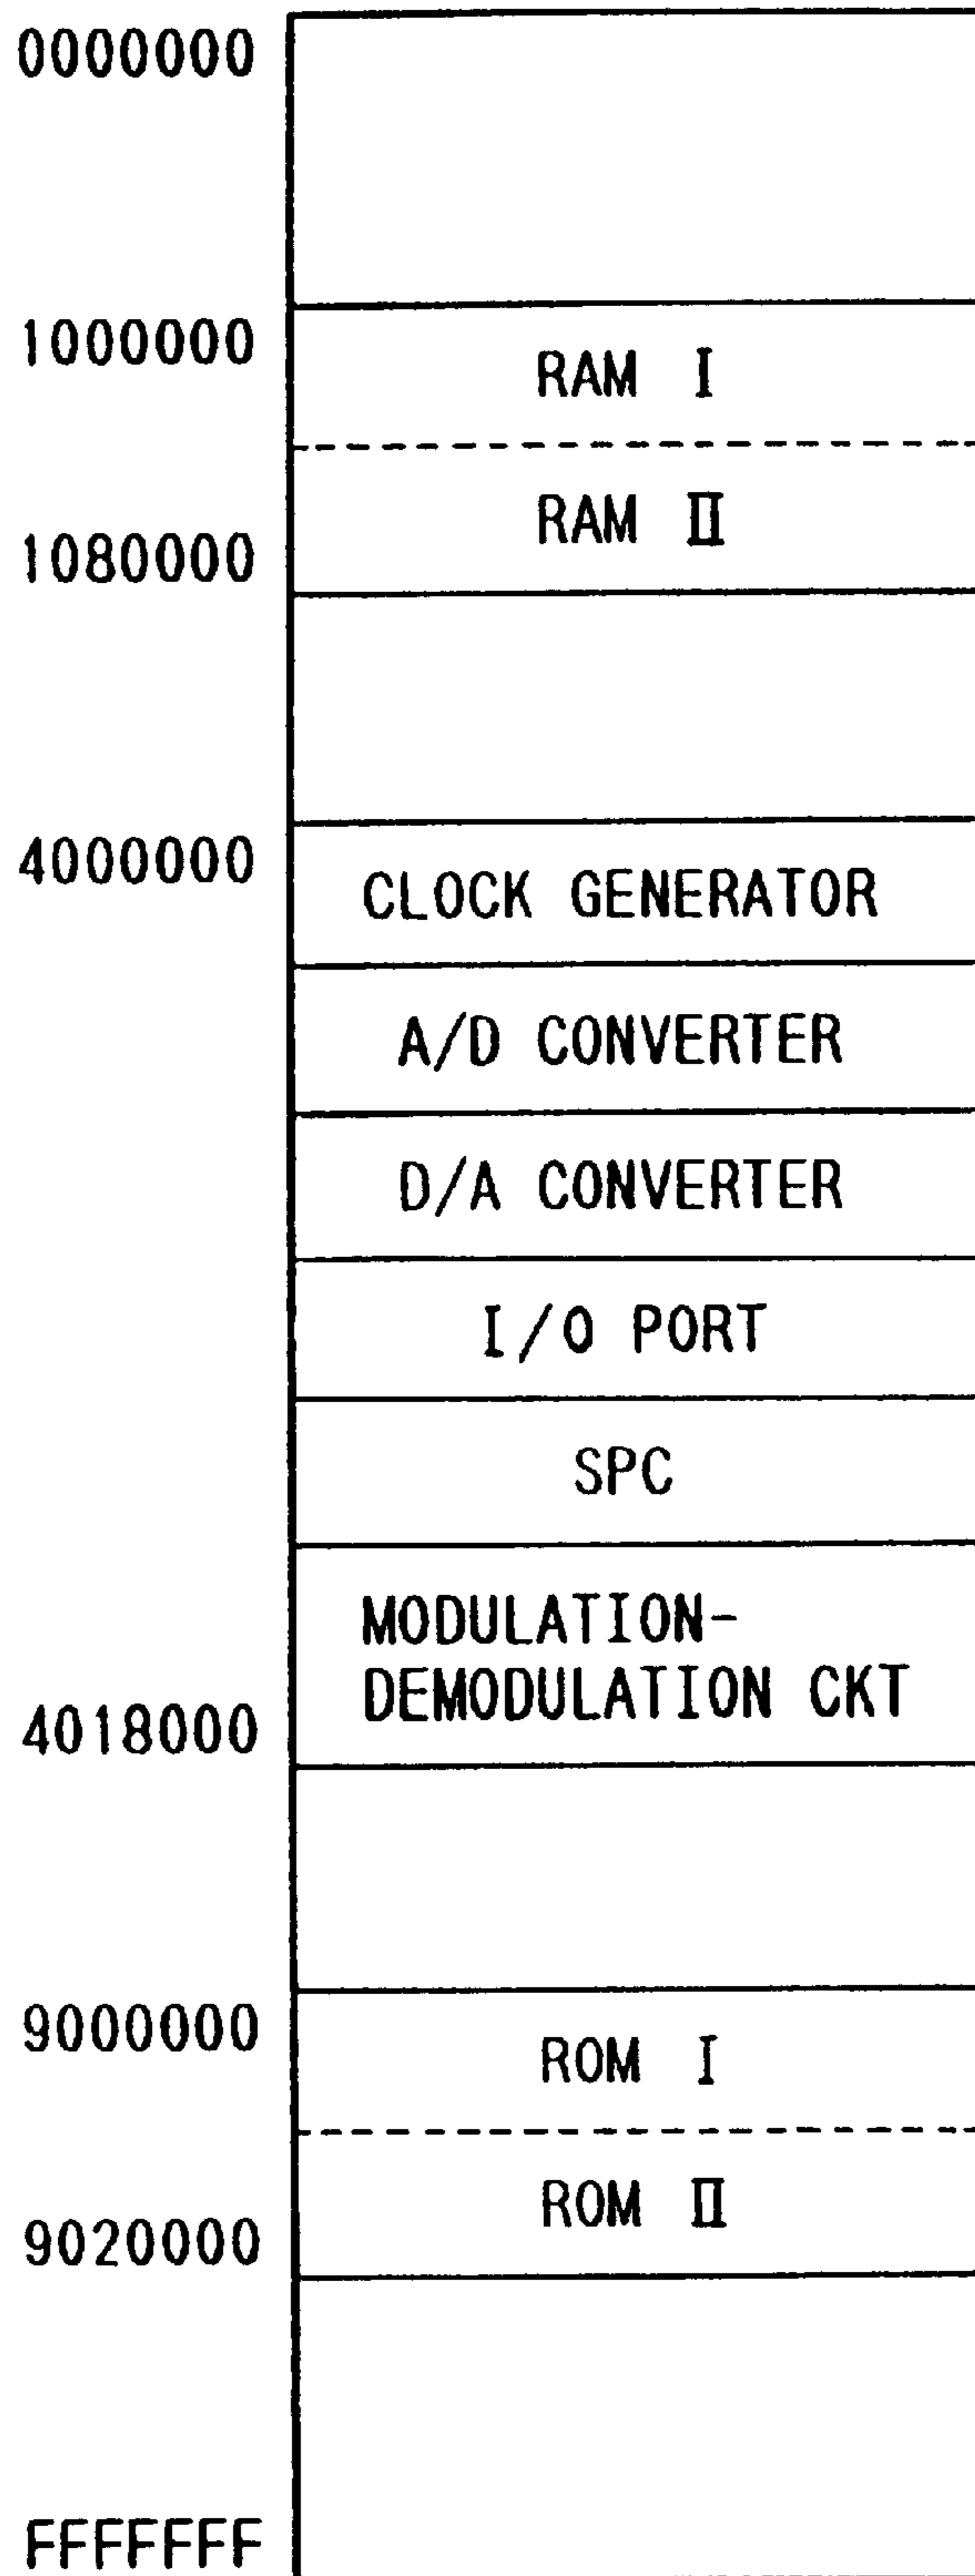 0000000
1000000
RAM I
RAM II
1080000
4000000
CLOCK GENERATOR
A/D CONVERTER
D/A CONVERTER
I/O PORT
SPC
MODULATION-
DEMODULATION CKT
4018000
9000000
ROM I
ROM II
9020000
FFFFFFF